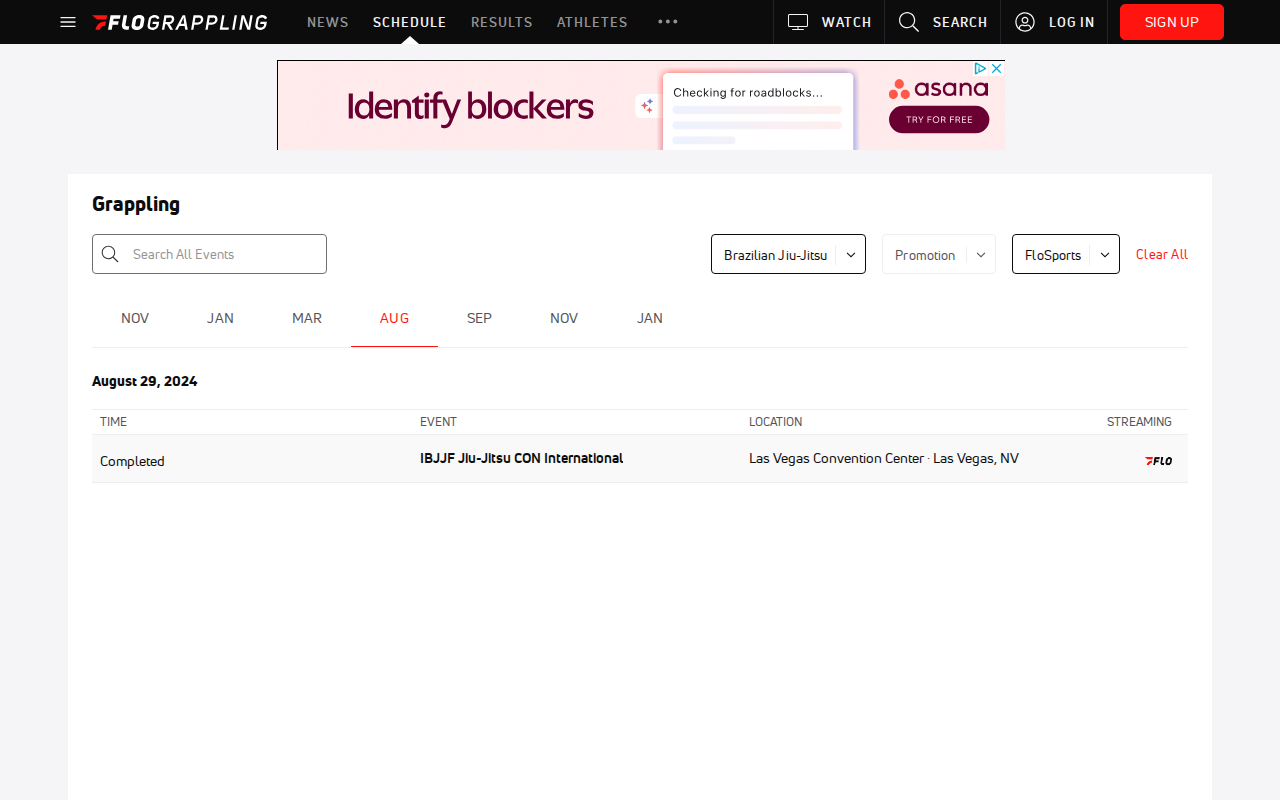 FLOGRAPPLING NEWS SCHEDULE RESULTS ATHLETES ••• WATCH SEARCH LOG IN SIGN UP
Identify blockers
Checking for roadblocks...
asana
TRY FOR FREE
Grappling
Search All Events
Brazilian Jiu-Jitsu
Promotion
FloSports
Clear All
NOV JAN MAR AUG SEP NOV JAN
August 29, 2024
TIME EVENT LOCATION STREAMING
Completed IBJJF Jiu-Jitsu CON International Las Vegas Convention Center · Las Vegas, NV FLO